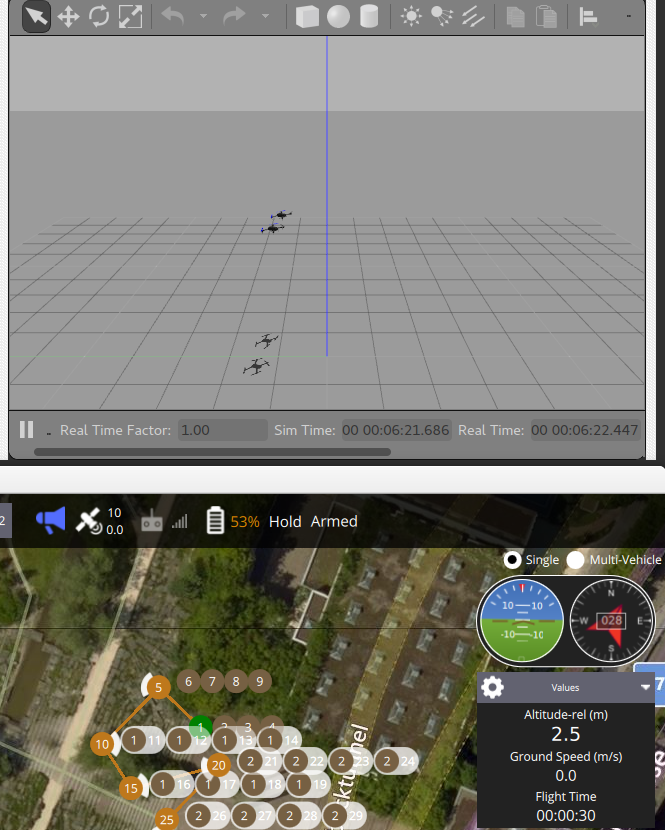 Real Time Factor: 1.00 Sim Time: 00 00:06:21.686 Real Time: 00 00:06:22.447
2 10 0.0 53% Hold Armed
Single Multi-Vehicle
N
10 10 W 028 E
-10 -10
S
7
5 6 7 8 9
Values
Altitude-rel (m)
1 3
2.5
10 1 11 1 12 1 13 1 14
Ground Speed (m/s)
20 2 21 2 22 2 23 2 24
0.0
15 1 16 1 17 1 18 1 19
Flight Time
00:00:30
25 2 26 2 27 2 28 2 29